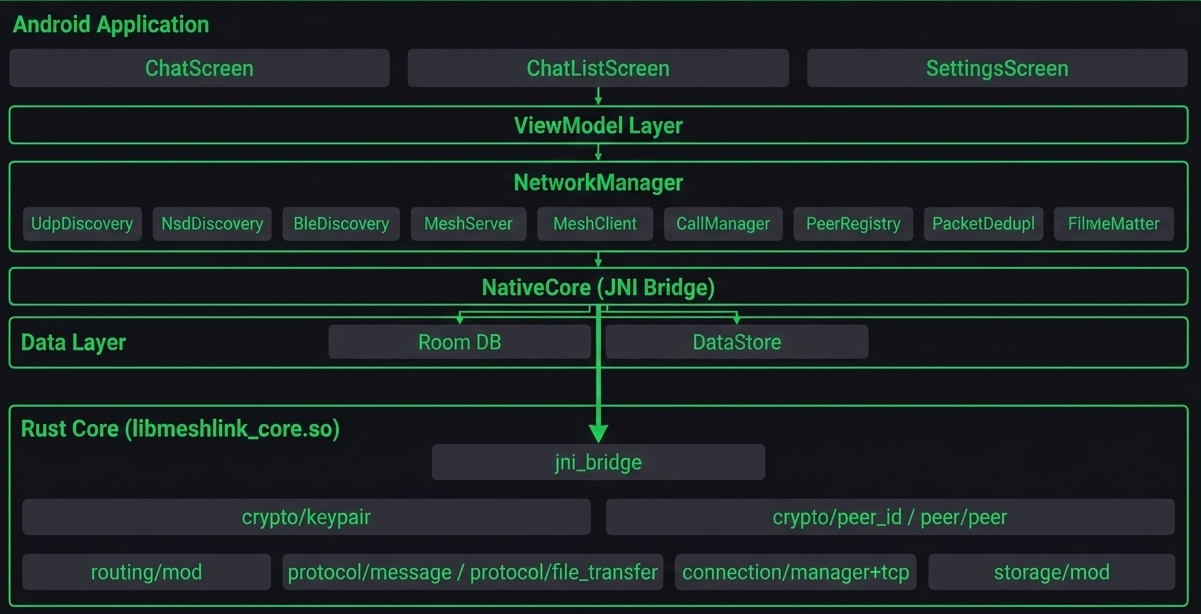 Android Application
ChatScreen
ChatListScreen
SettingsScreen
ViewModel Layer
NetworkManager
UdpDiscovery
NsdDiscovery
BleDiscovery
MeshServer
MeshClient
CallManager
PeerRegistry
PacketDedupl
FilMeMatter
NativeCore (JNI Bridge)
Data Layer
Room DB
DataStore
Rust Core (libmeshlink_core.so)
jni_bridge
crypto/keypair
crypto/peer_id / peer/peer
routing/mod
protocol/message / protocol/file_transfer
connection/manager+tcp
storage/mod